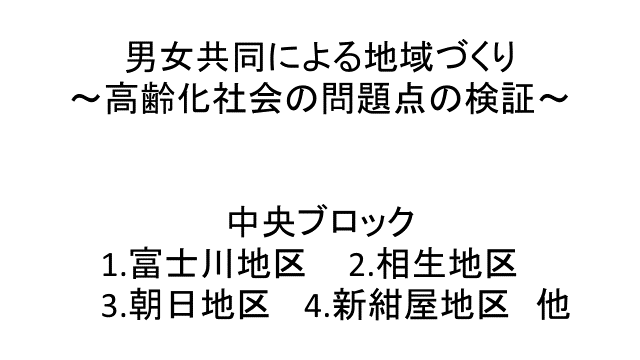 男女共同による地域づくり
～高齢化社会の問題点の検証～
中央ブロック
1.富士川地区　2.相生地区
3.朝日地区　4.新紺屋地区　他